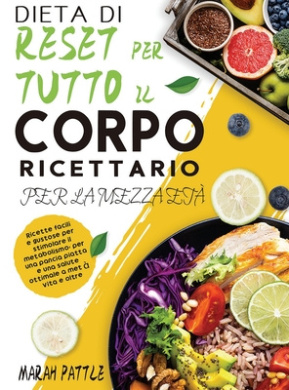 DIETA DI
RESET PER
TUTTO IL
CORPO
RICETTARIO
PER LA MEZZA ETÀ
Ricette facili
e gustose per
stimolare il
metabolismo, per
una pancia piatta
e una salute
ottimale a met à
vita e oltre
MARAH PATTLE